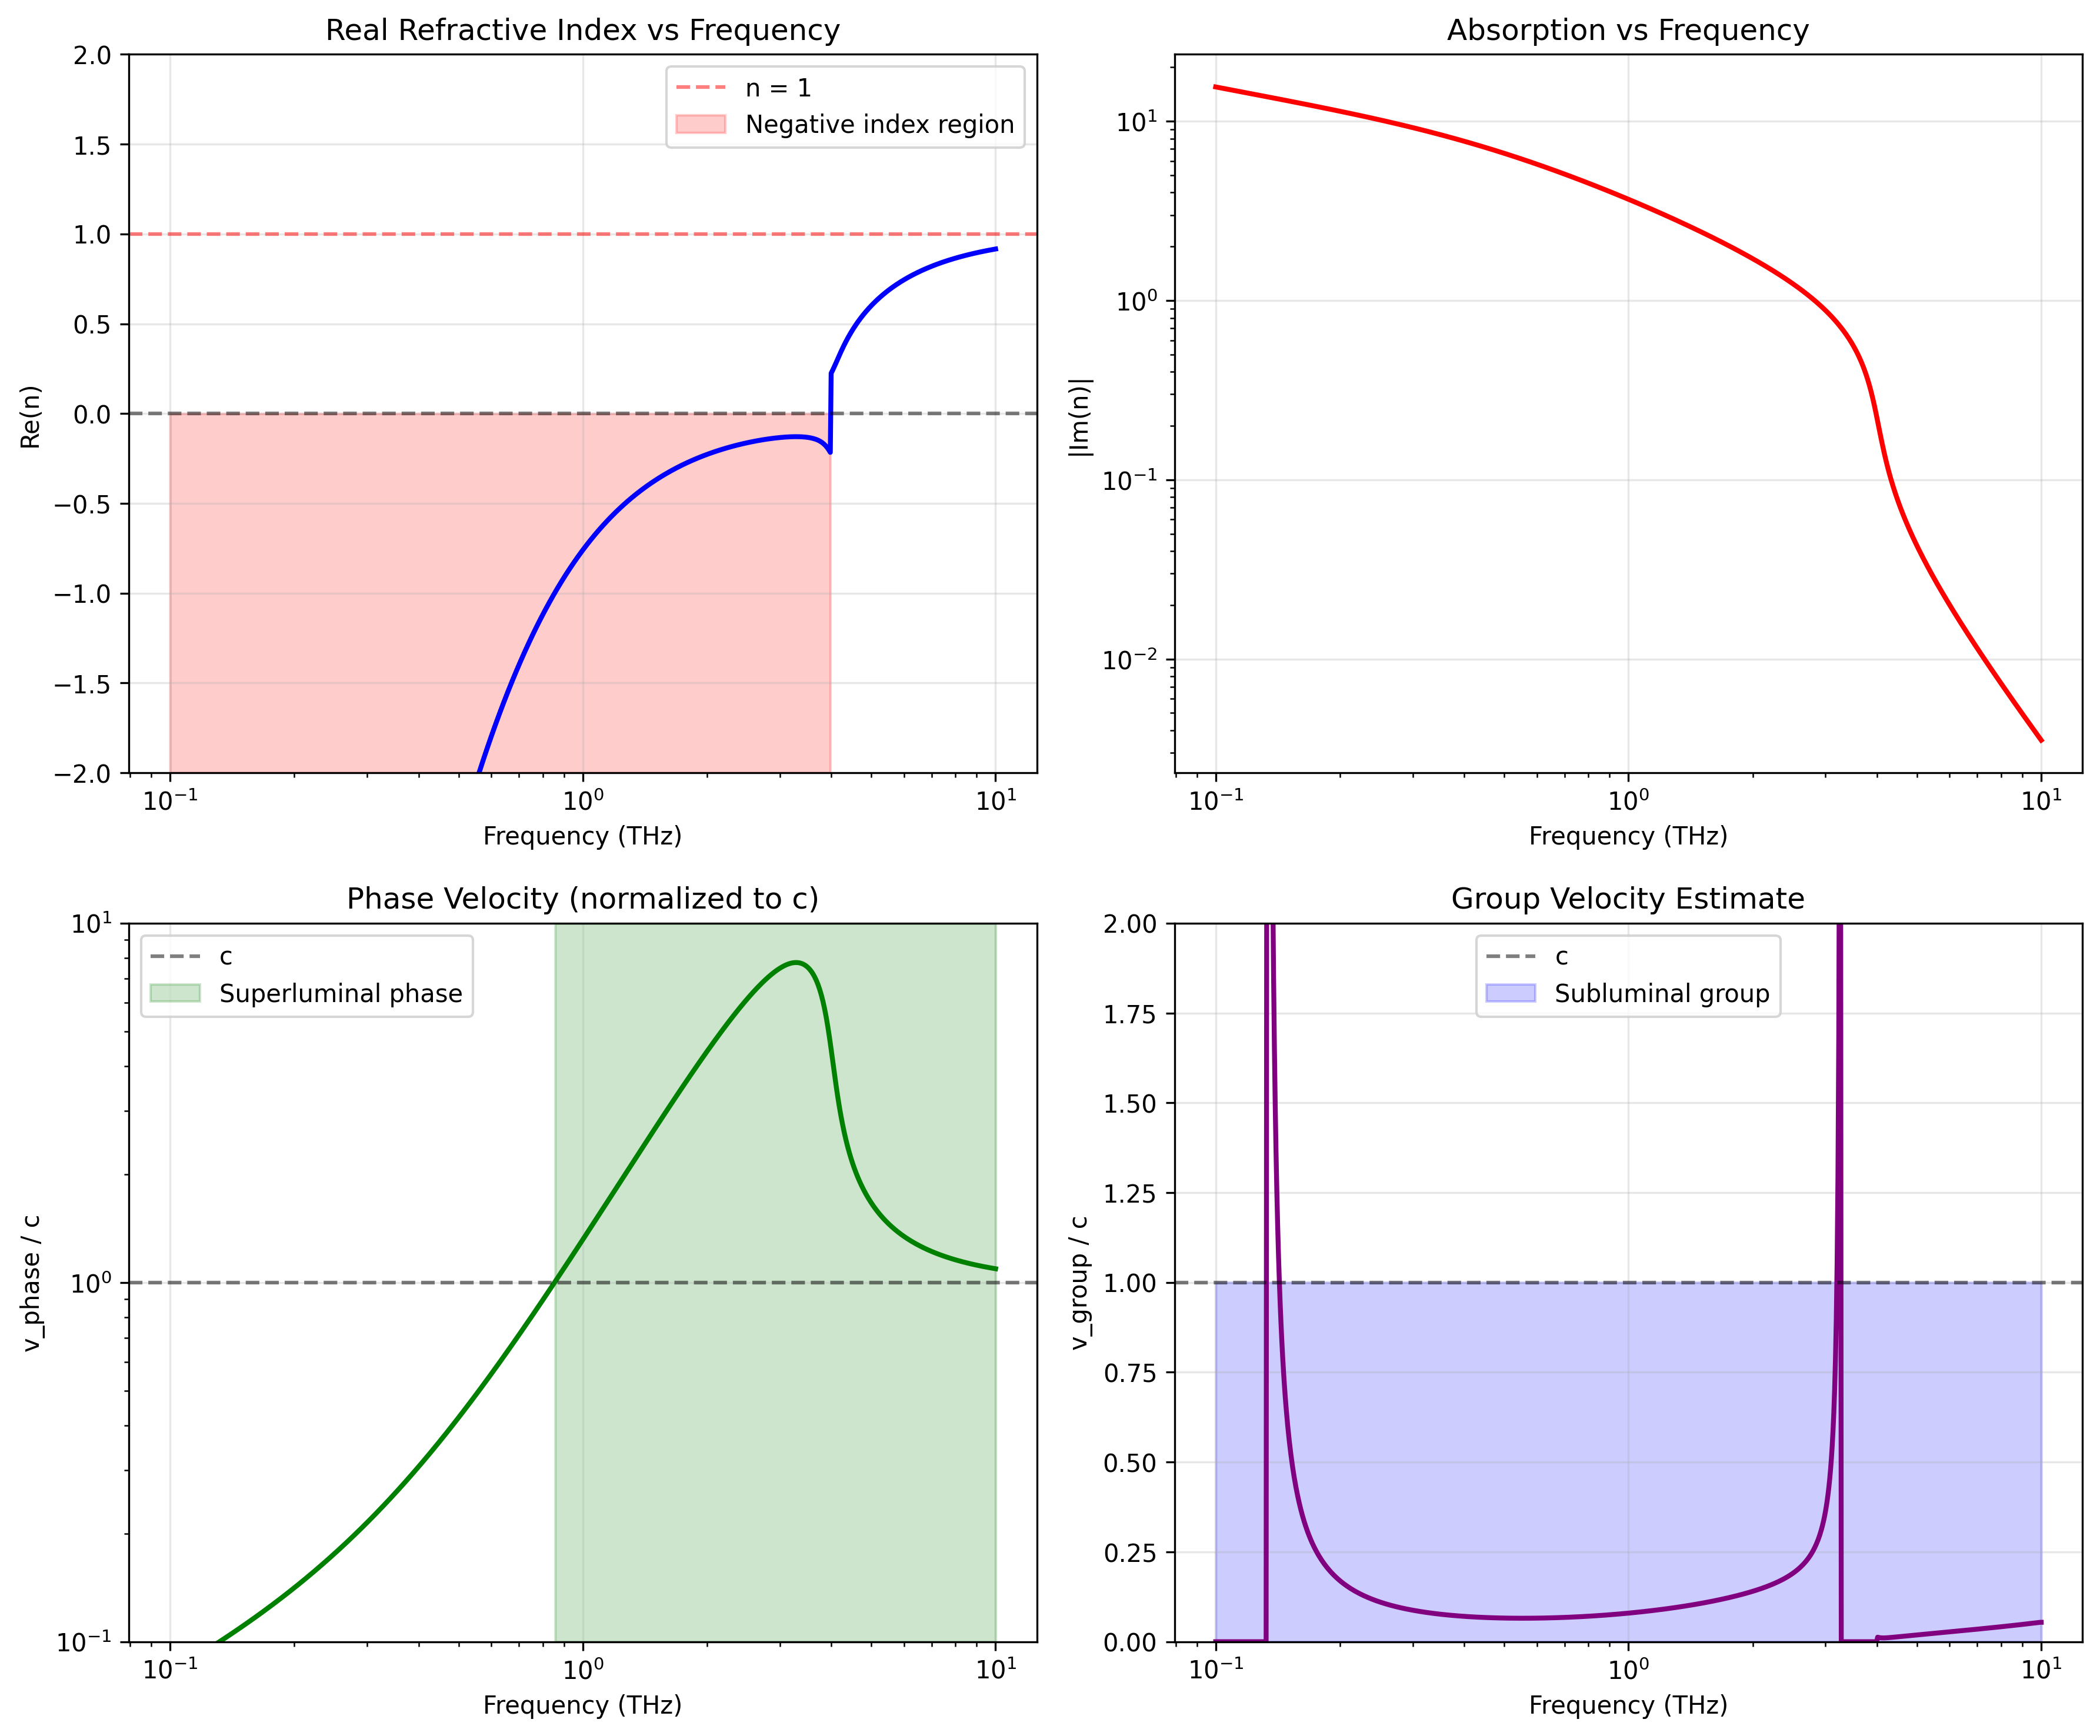 Real Refractive Index vs Frequency
n = 1
Negative index region
2.0
1.5
1.0
0.5
0.0
−0.5
−1.0
−1.5
−2.0
Re(n)
10⁻¹
10⁰
10¹
Frequency (THz)
Absorption vs Frequency
10¹
10⁰
10⁻¹
10⁻²
|Im(n)|
10⁻¹
10⁰
10¹
Frequency (THz)
Phase Velocity (normalized to c)
c
Superluminal phase
10¹
10⁰
10⁻¹
v_phase / c
10⁻¹
10⁰
10¹
Frequency (THz)
Group Velocity Estimate
c
Subluminal group
2.00
1.75
1.50
1.25
1.00
0.75
0.50
0.25
0.00
v_group / c
10⁻¹
10⁰
10¹
Frequency (THz)